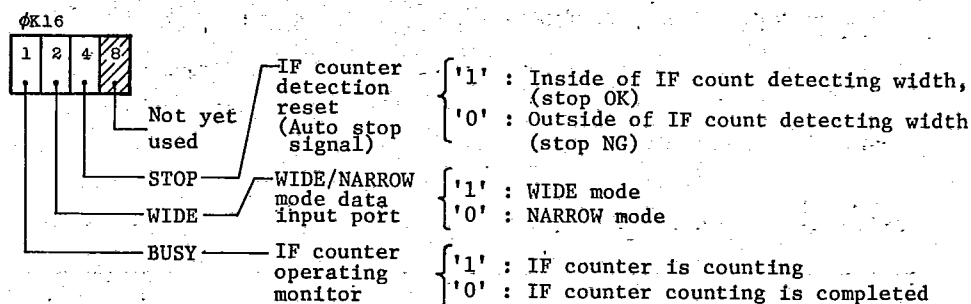 φK16
1 2 4 8
IF counter detection reset (Auto stop signal)
'1' : Inside of IF count detecting width, (stop OK)
'0' : Outside of IF count detecting width (stop NG)
Not yet used
STOP
WIDE/NARROW mode data input port
'1' : WIDE mode
'0' : NARROW mode
WIDE
BUSY
IF counter operating monitor
'1' : IF counter is counting
'0' : IF counter counting is completed